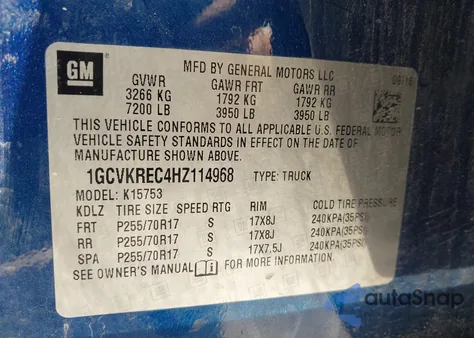 GM
MFD BY GENERAL MOTORS LLC
GVWR GAWR FRT GAWR RR
3266 KG 1792 KG 1792 KG
7200 LB 3950 LB 3950 LB
THIS VEHICLE CONFORMS TO ALL APPLICABLE U.S. FEDERAL MOTOR
VEHICLE SAFETY STANDARDS IN EFFECT ON THE DATE OF
MANUFACTURE SHOWN ABOVE.
1GCVKREC4HZ114968 TYPE: TRUCK
MODEL: K15753
KDLZ TIRE SIZE SPEED RTG RIM COLD TIRE PRESSURE
FRT P255/70R17 S 17X8J 240KPA(35PSI)
RR P255/70R17 S 17X8J 240KPA(35PSI)
SPA P255/70R17 S 17X7.5J 240KPA(35PSI)
SEE OWNER'S MANUAL FOR MORE INFORMATION.
autoSnap